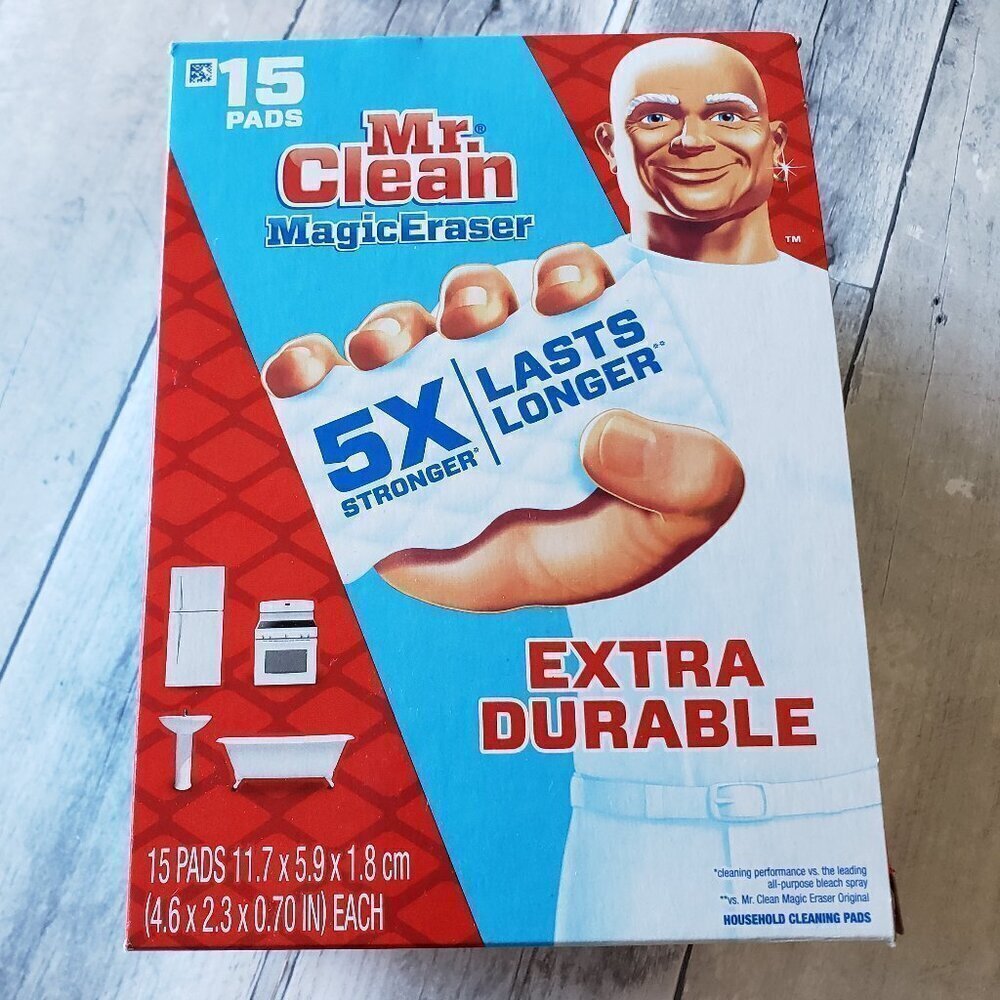 15
PADS
Mr.®
Clean
MagicEraser
TM
5X
STRONGER*
LASTS
LONGER**
EXTRA
DURABLE
15 PADS 11.7 x 5.9 x 1.8 cm
(4.6 x 2.3 x 0.70 IN) EACH
*cleaning performance vs. the leading
all-purpose bleach spray
**vs. Mr. Clean Magic Eraser Original
HOUSEHOLD CLEANING PADS